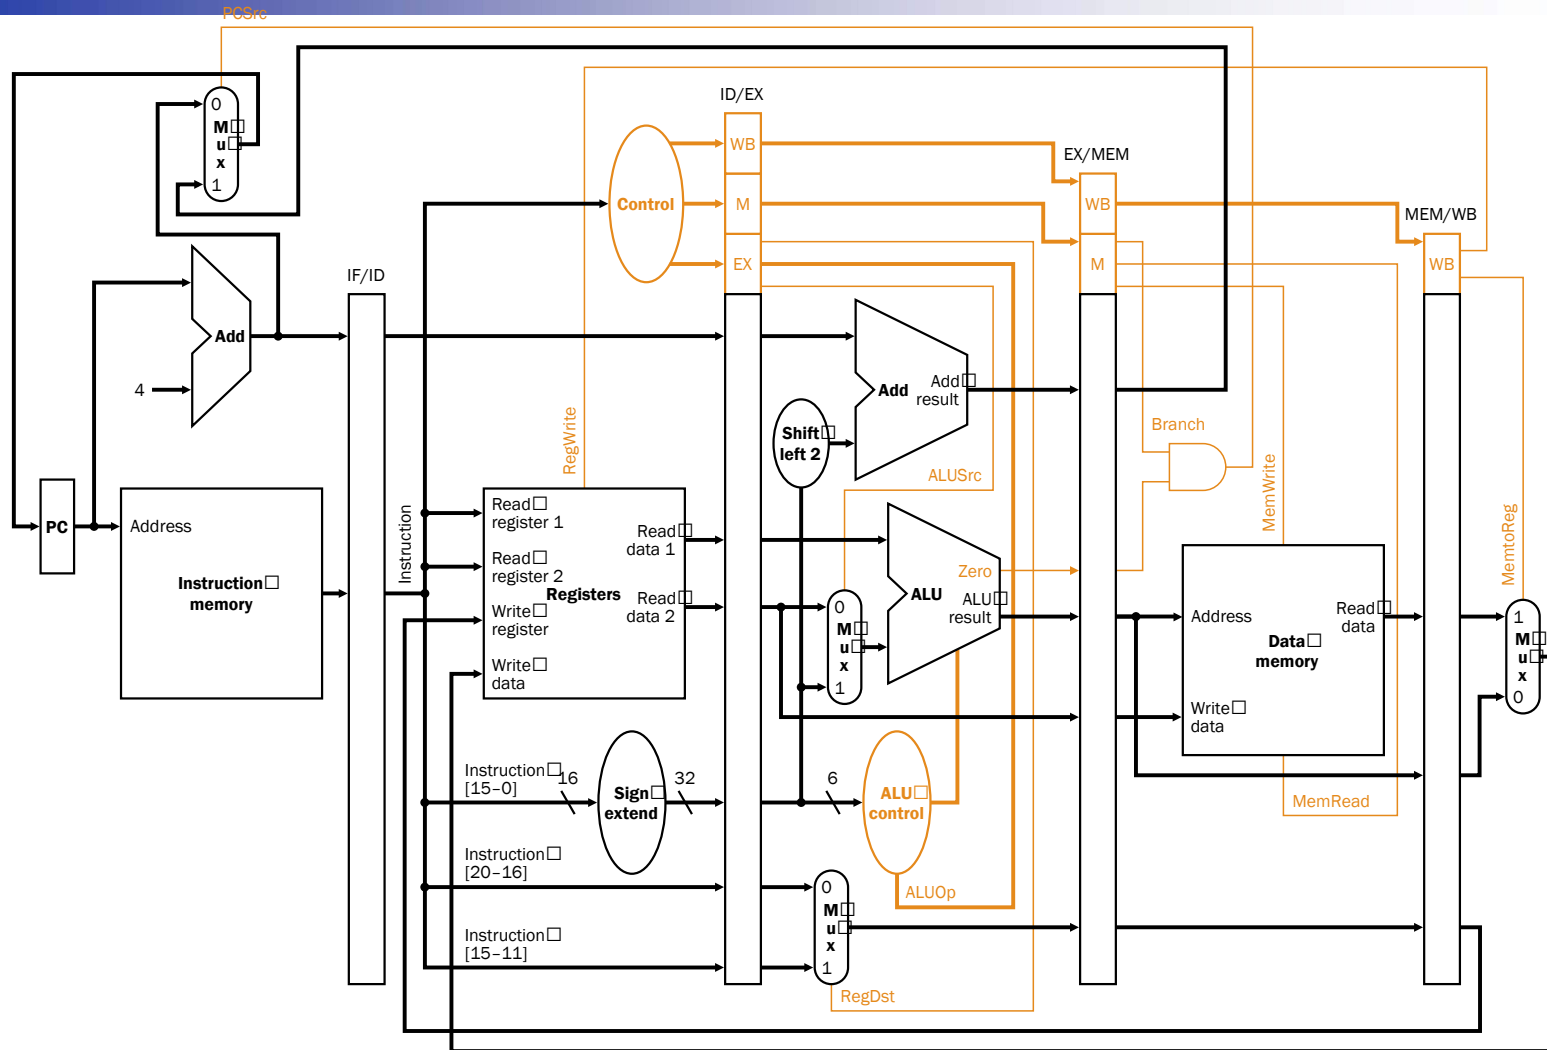 PCSrc
0
M
u
x
1
ID/EX
WB
M
EX
Control
EX/MEM
WB
M
MEM/WB
WB
IF/ID
Add
4
Add
Add
result
Shift
left 2
RegWrite
ALUSrc
Branch
MemWrite
MemtoReg
PC
Address
Instruction
memory
Instruction
Read
register 1
Read
register 2
Write
register
Write
data
Registers
Read
data 1
Read
data 2
0
M
u
x
1
Zero
ALU
ALU
result
Address
Read
data
Data
memory
Write
data
1
M
u
x
0
MemRead
Instruction
[15–0]
16
Sign
extend
32
6
ALU
control
Instruction
[20–16]
Instruction
[15–11]
0
M
u
x
1
ALUOp
RegDst